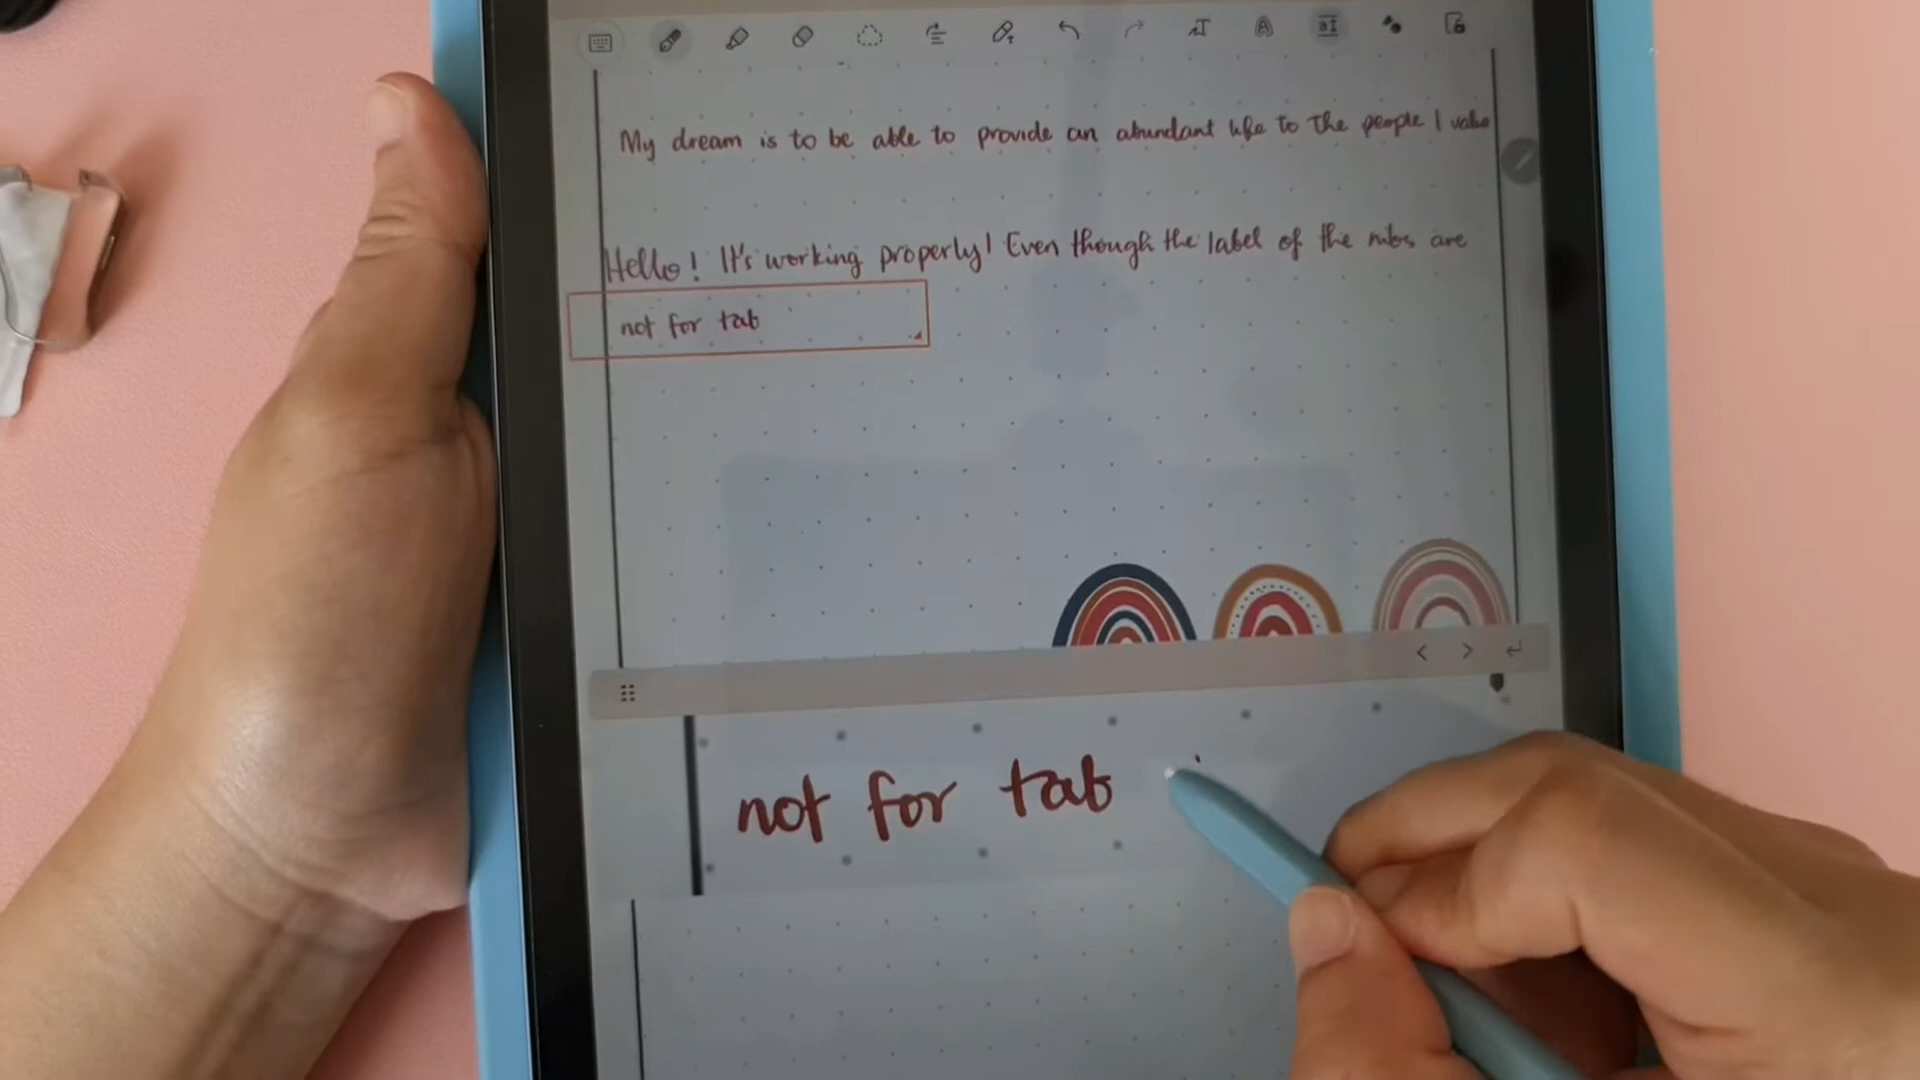 My dream is to be able to provide an abundant life to the people I value
Hello! It's working properly! Even though the label of the nibs are
not for tab
not for tab